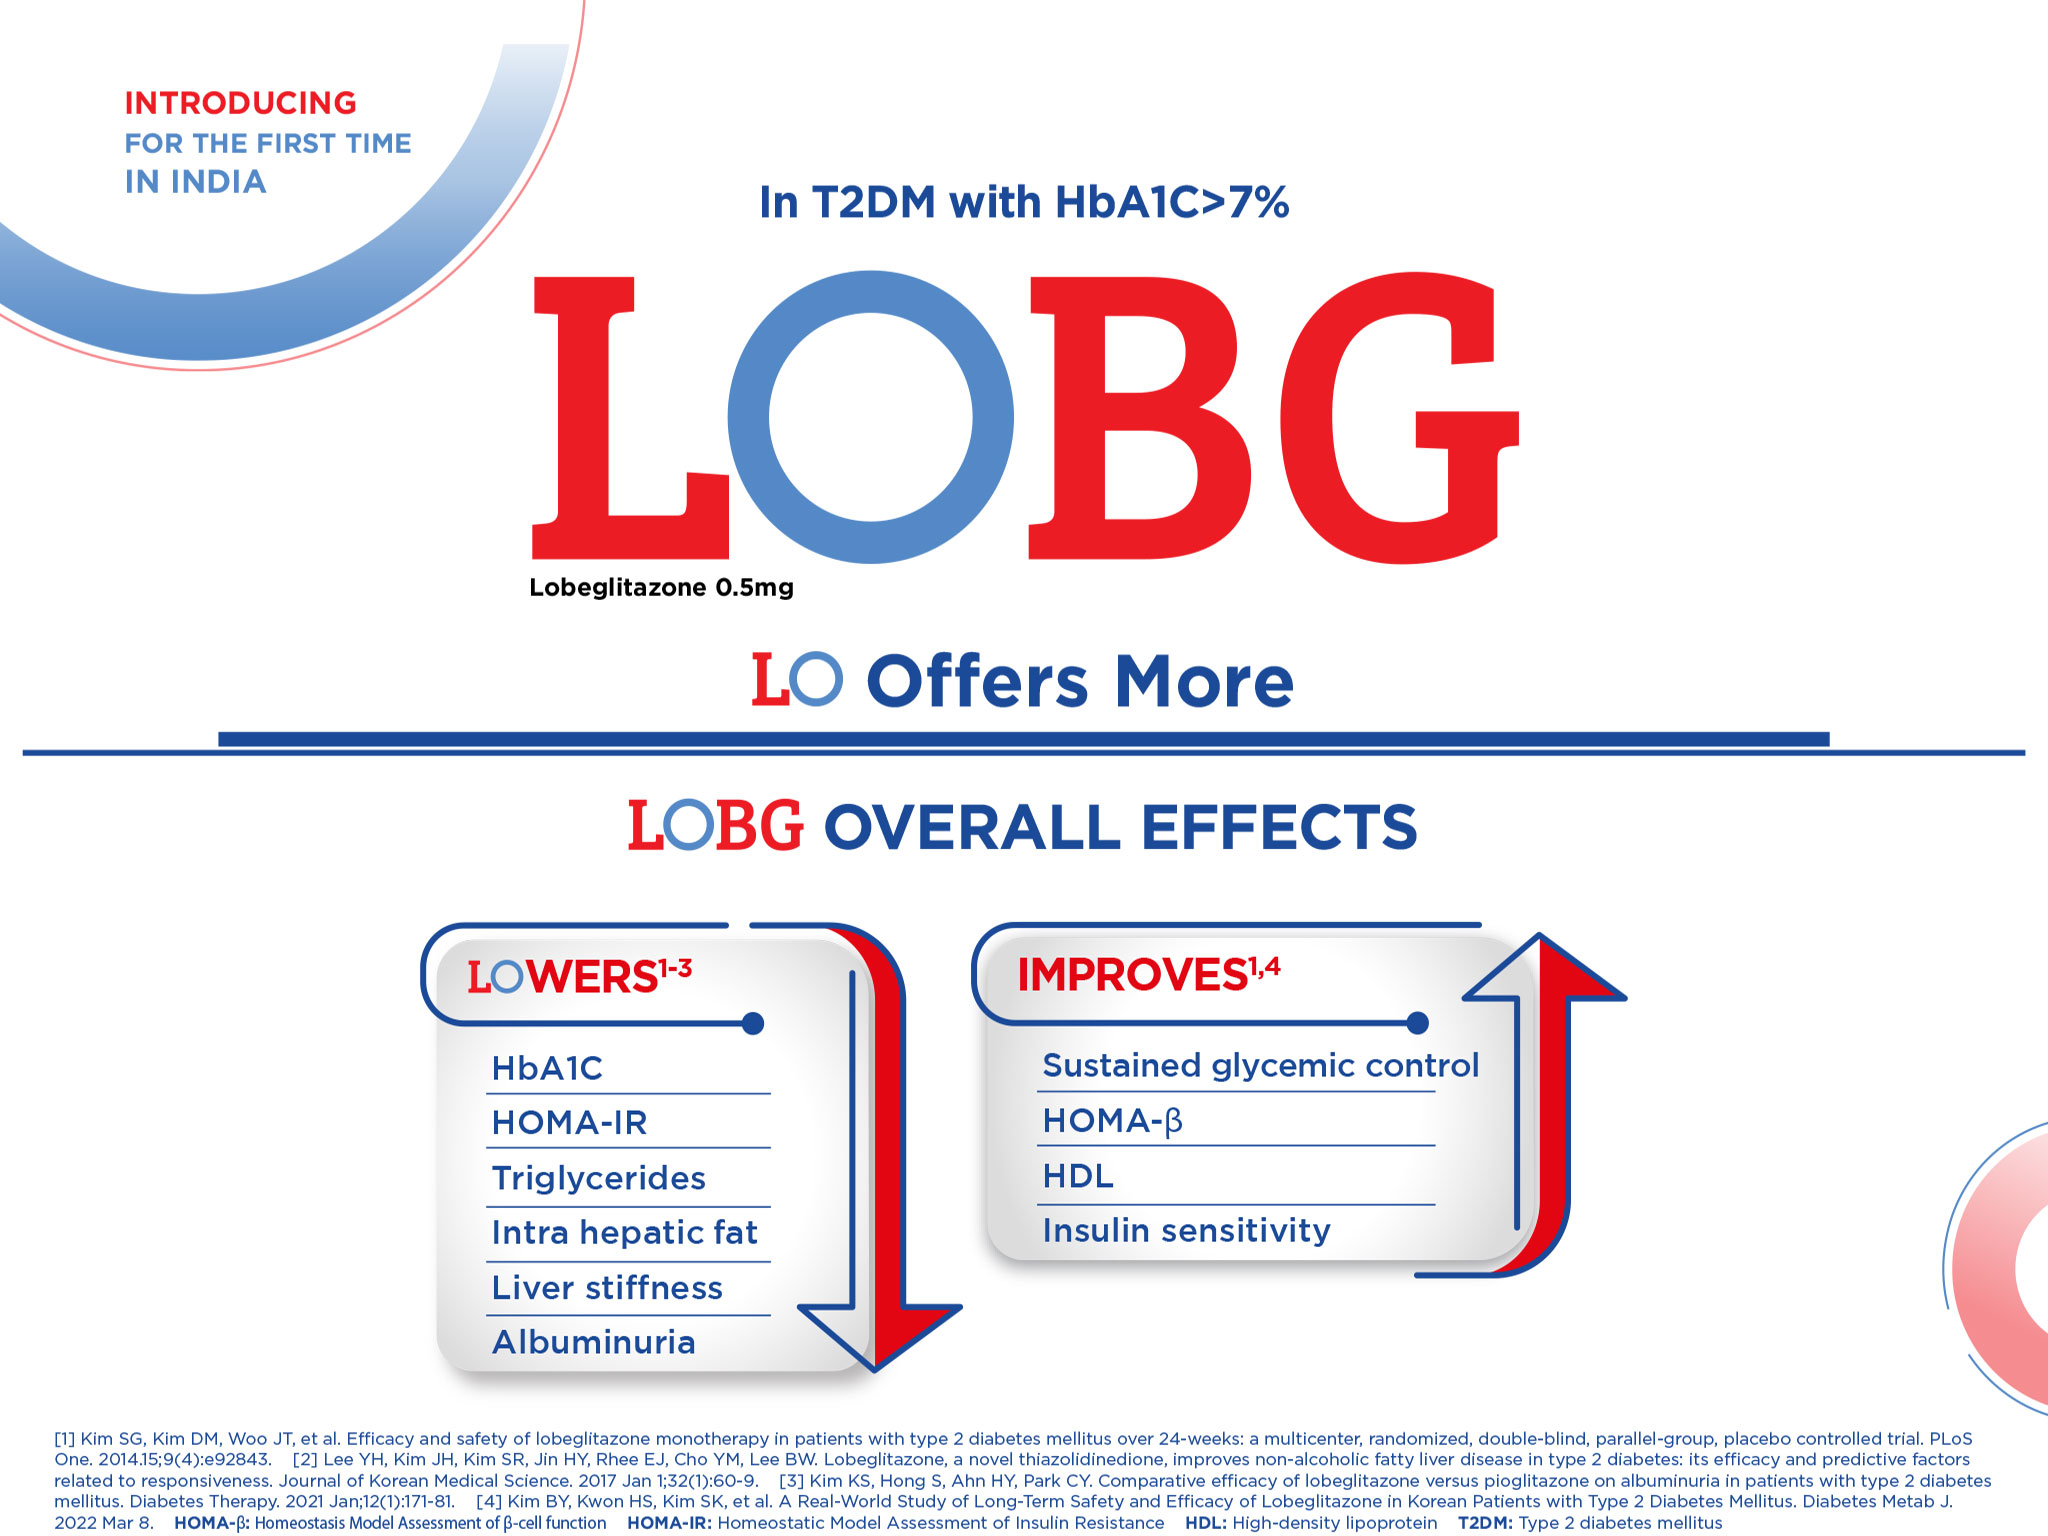 INTRODUCING
FOR THE FIRST TIME
IN INDIA
In T2DM with HbA1C>7%
LOBG
Lobeglitazone 0.5mg
LO Offers More
LOBG OVERALL EFFECTS
LOWERS1-3
HbA1C
HOMA-IR
Triglycerides
Intra hepatic fat
Liver stiffness
Albuminuria
IMPROVES1,4
Sustained glycemic control
HOMA-β
HDL
Insulin sensitivity
[1] Kim SG, Kim DM, Woo JT, et al. Efficacy and safety of lobeglitazone monotherapy in patients with type 2 diabetes mellitus over 24-weeks: a multicenter, randomized, double-blind, parallel-group, placebo controlled trial. PLoS
One. 2014.15;9(4):e92843. [2] Lee YH, Kim JH, Kim SR, Jin HY, Rhee EJ, Cho YM, Lee BW. Lobeglitazone, a novel thiazolidinedione, improves non-alcoholic fatty liver disease in type 2 diabetes: its efficacy and predictive factors
related to responsiveness. Journal of Korean Medical Science. 2017 Jan 1;32(1):60-9. [3] Kim KS, Hong S, Ahn HY, Park CY. Comparative efficacy of lobeglitazone versus pioglitazone on albuminuria in patients with type 2 diabetes
mellitus. Diabetes Therapy. 2021 Jan;12(1):171-81. [4] Kim BY, Kwon HS, Kim SK, et al. A Real-World Study of Long-Term Safety and Efficacy of Lobeglitazone in Korean Patients with Type 2 Diabetes Mellitus. Diabetes Metab J.
2022 Mar 8. HOMA-β: Homeostasis Model Assessment of β-cell function HOMA-IR: Homeostatic Model Assessment of Insulin Resistance HDL: High-density lipoprotein T2DM: Type 2 diabetes mellitus